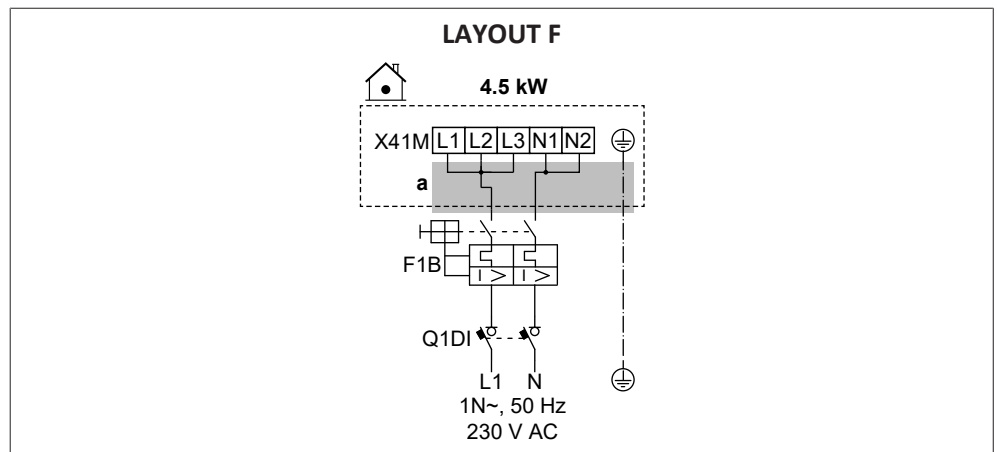 LAYOUT F
4.5 kW
X41M L1 L2 L3 N1 N2
a
F1B
I > I >
Q1DI
L1 N
1N~, 50 Hz
230 V AC